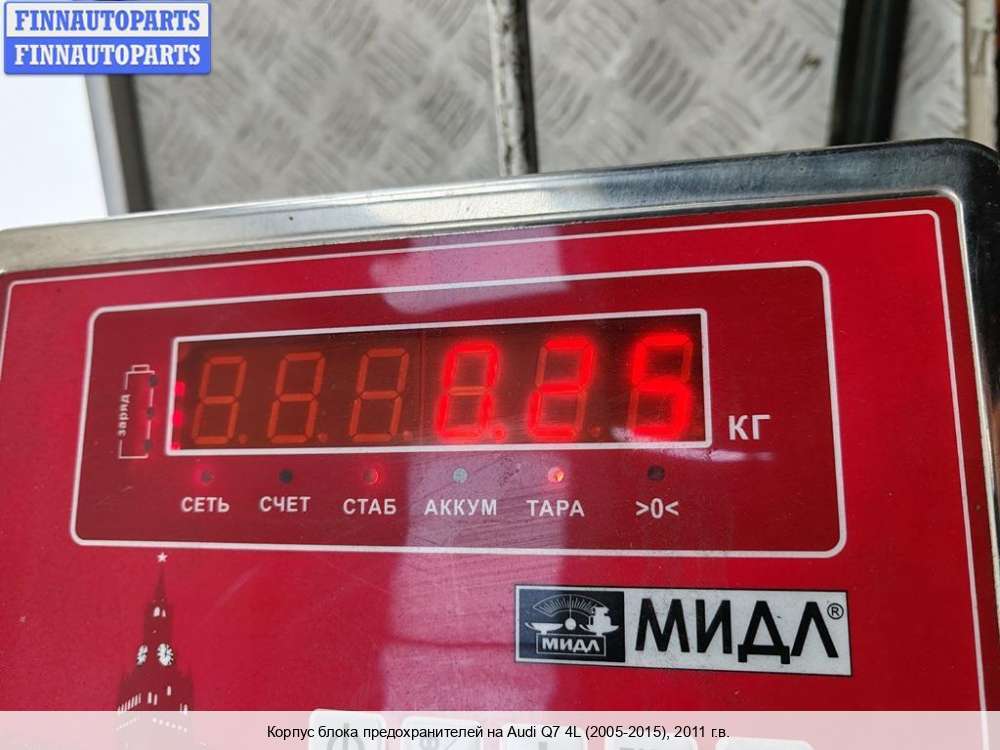 FINNAUTOPARTS
FINNAUTOPARTS
заряд
0.25
КГ
СЕТЬ СЧЕТ СТАБ АККУМ ТАРА >0<
МИДЛ МИДЛ®
Корпус блока предохранителей на Audi Q7 4L (2005-2015), 2011 г.в.